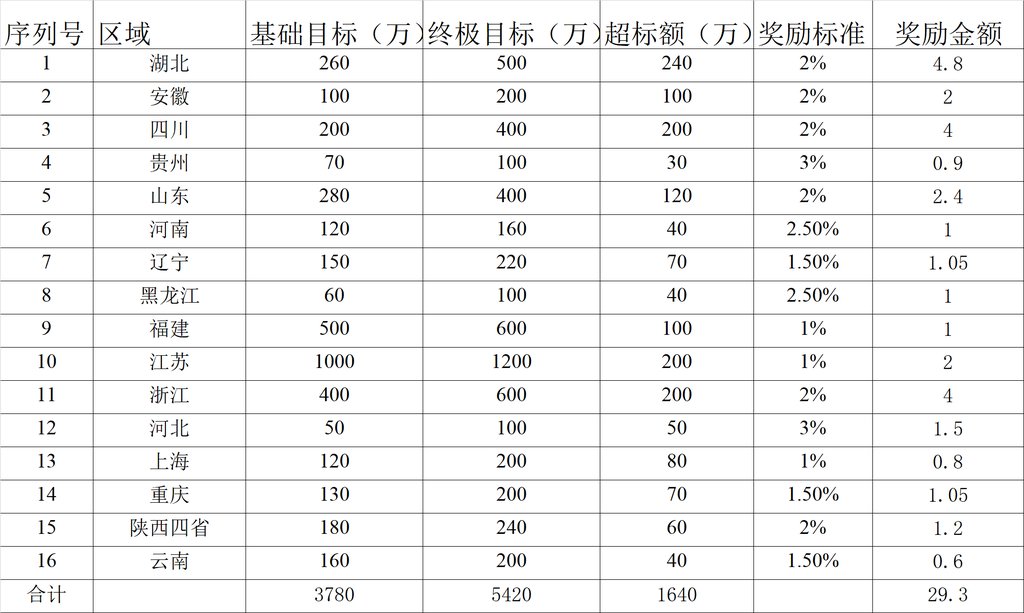 序列号 区域 基础目标（万） 终极目标（万） 超标额（万） 奖励标准 奖励金额
1 湖北 260 500 240 2% 4.8
2 安徽 100 200 100 2% 2
3 四川 200 400 200 2% 4
4 贵州 70 100 30 3% 0.9
5 山东 280 400 120 2% 2.4
6 河南 120 160 40 2.50% 1
7 辽宁 150 220 70 1.50% 1.05
8 黑龙江 60 100 40 2.50% 1
9 福建 500 600 100 1% 1
10 江苏 1000 1200 200 1% 2
11 浙江 400 600 200 2% 4
12 河北 50 100 50 3% 1.5
13 上海 120 200 80 1% 0.8
14 重庆 130 200 70 1.50% 1.05
15 陕西四省 180 240 60 2% 1.2
16 云南 160 200 40 1.50% 0.6
合计 3780 5420 1640 29.3